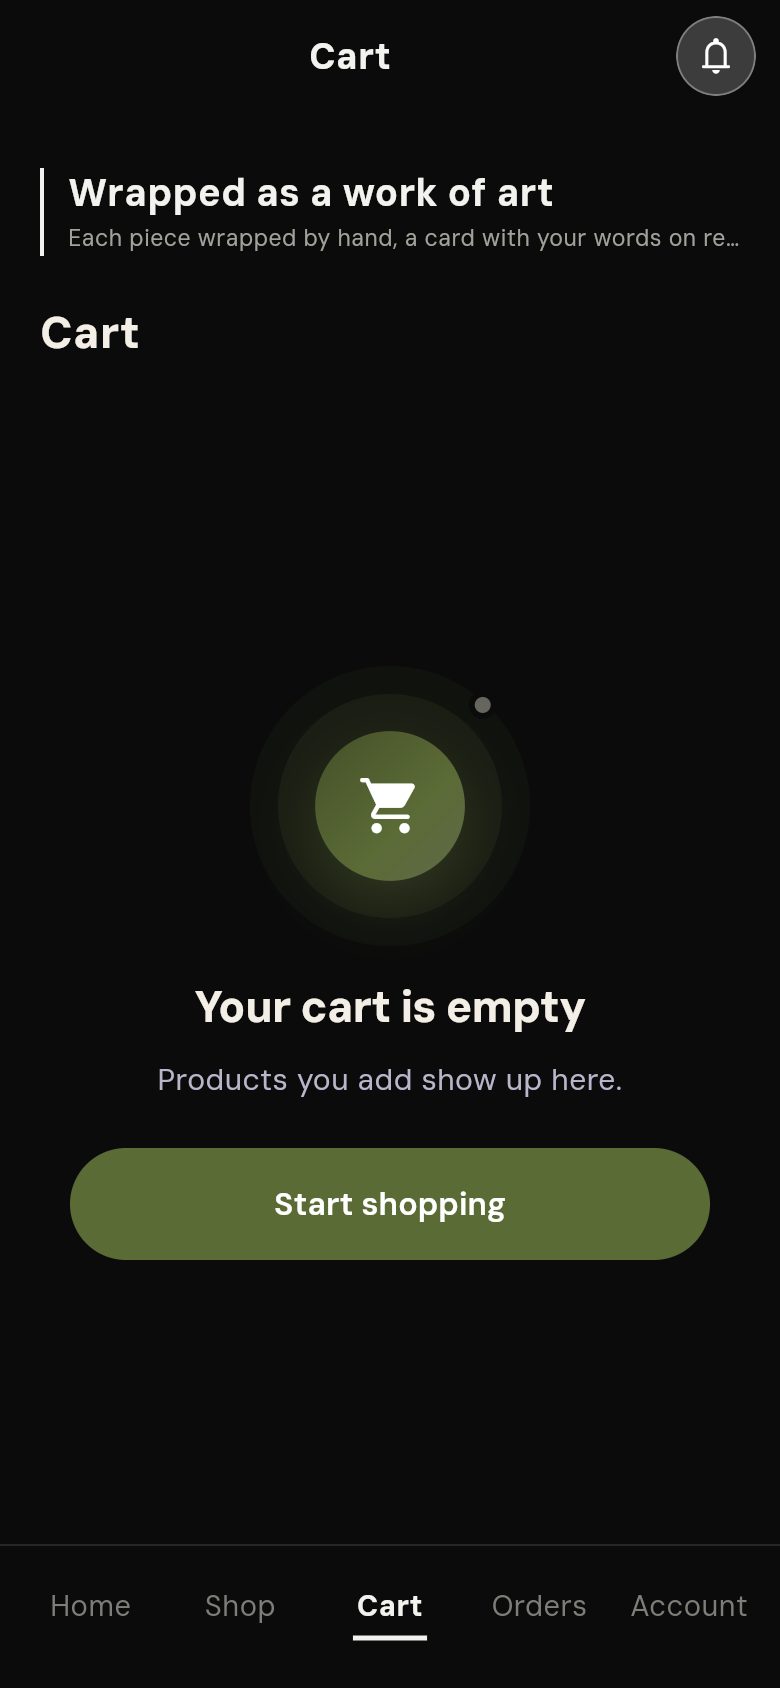 Cart
Wrapped as a work of art
Each piece wrapped by hand, a card with your words on re…
Cart
Your cart is empty
Products you add show up here.
Start shopping
Home
Shop
Cart
Orders
Account